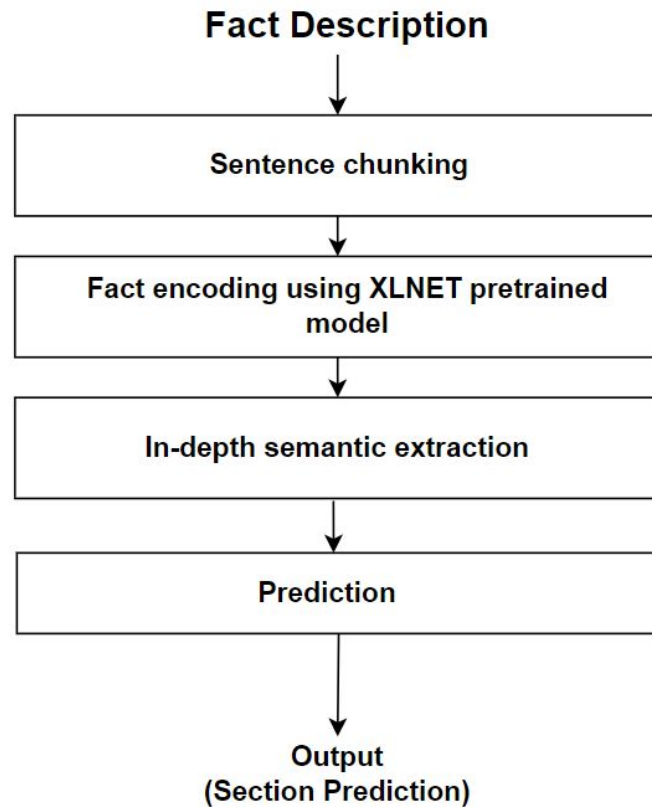 Fact Description
Sentence chunking
Fact encoding using XLNET pretrained
model
In-depth semantic extraction
Prediction
Output
(Section Prediction)